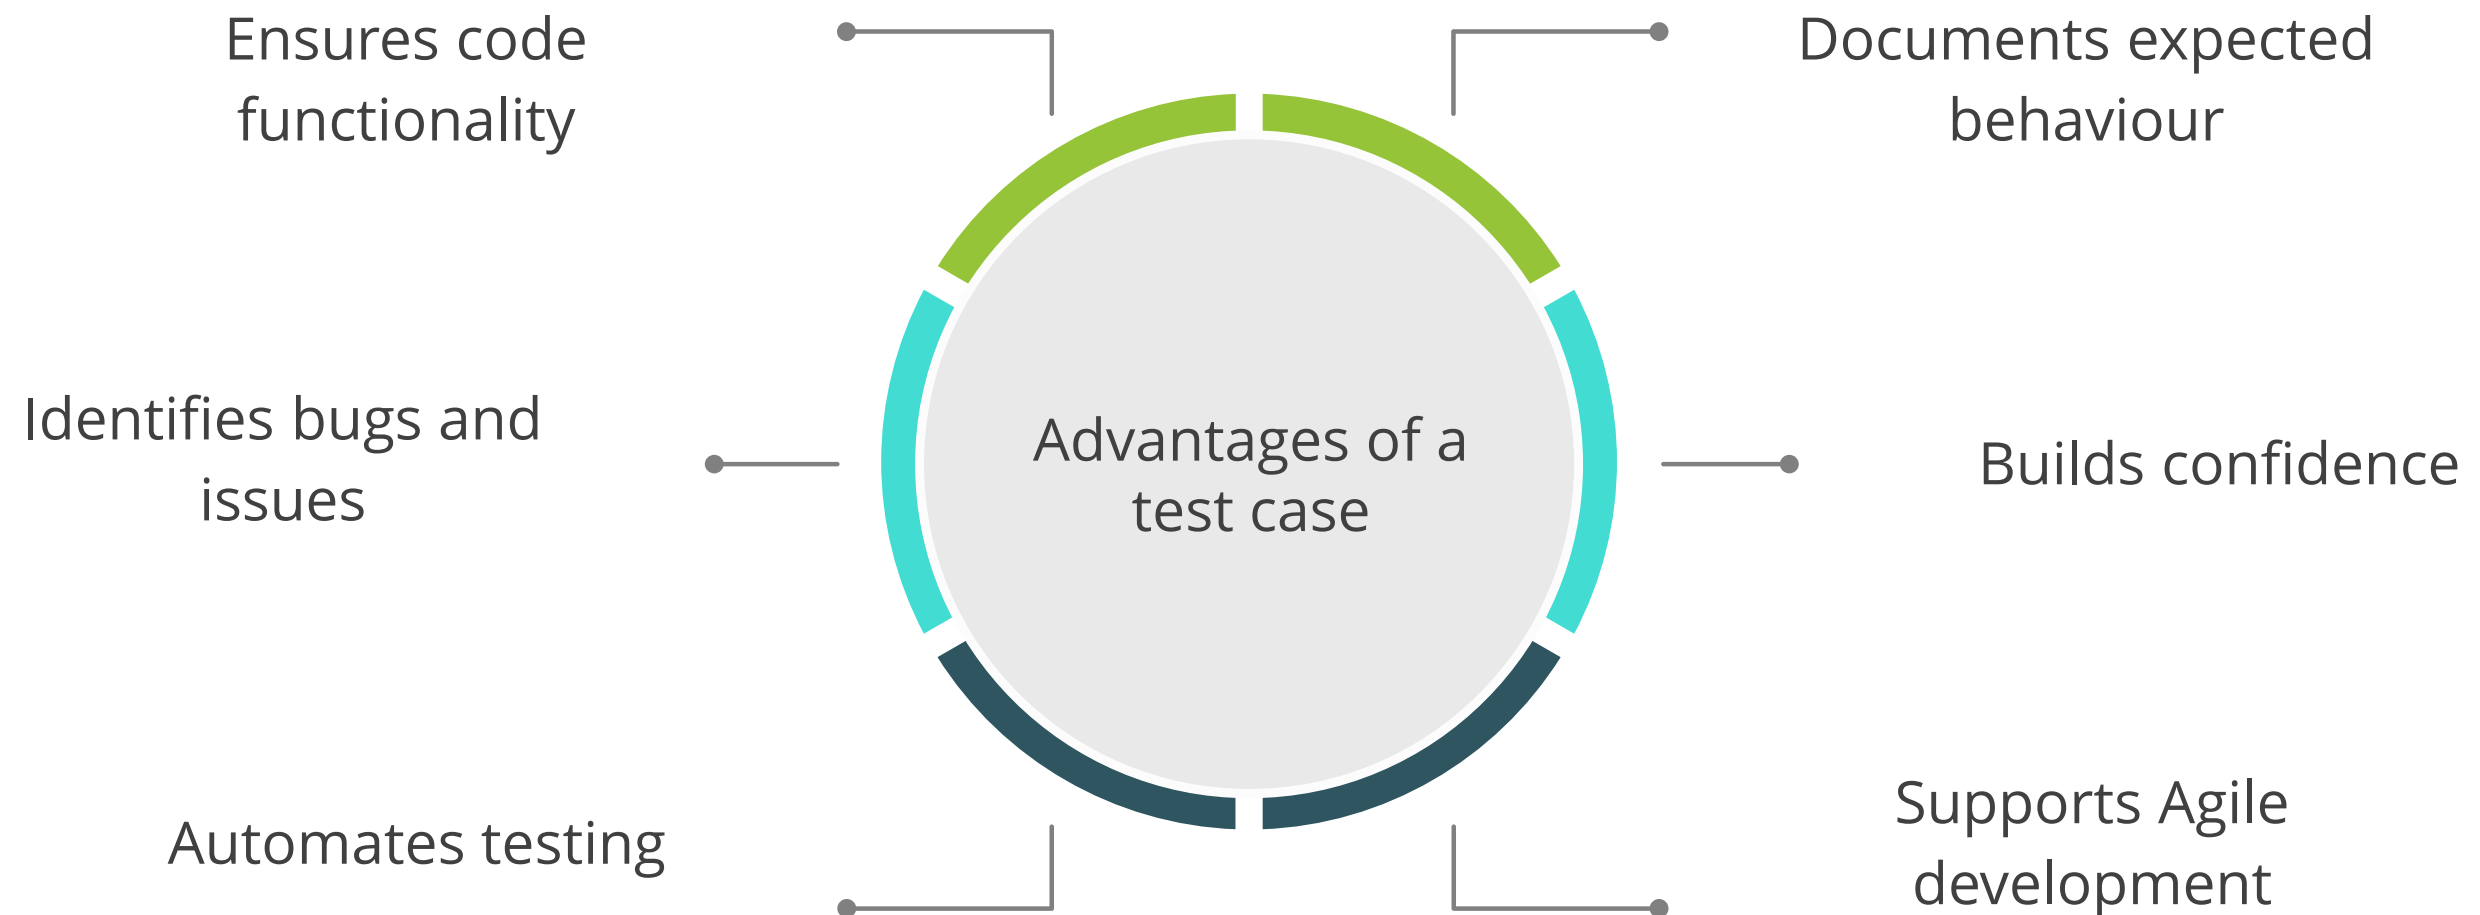 Ensures code
functionality
Documents expected
behaviour
Identifies bugs and
issues
Advantages of a
test case
Builds confidence
Automates testing
Supports Agile
development